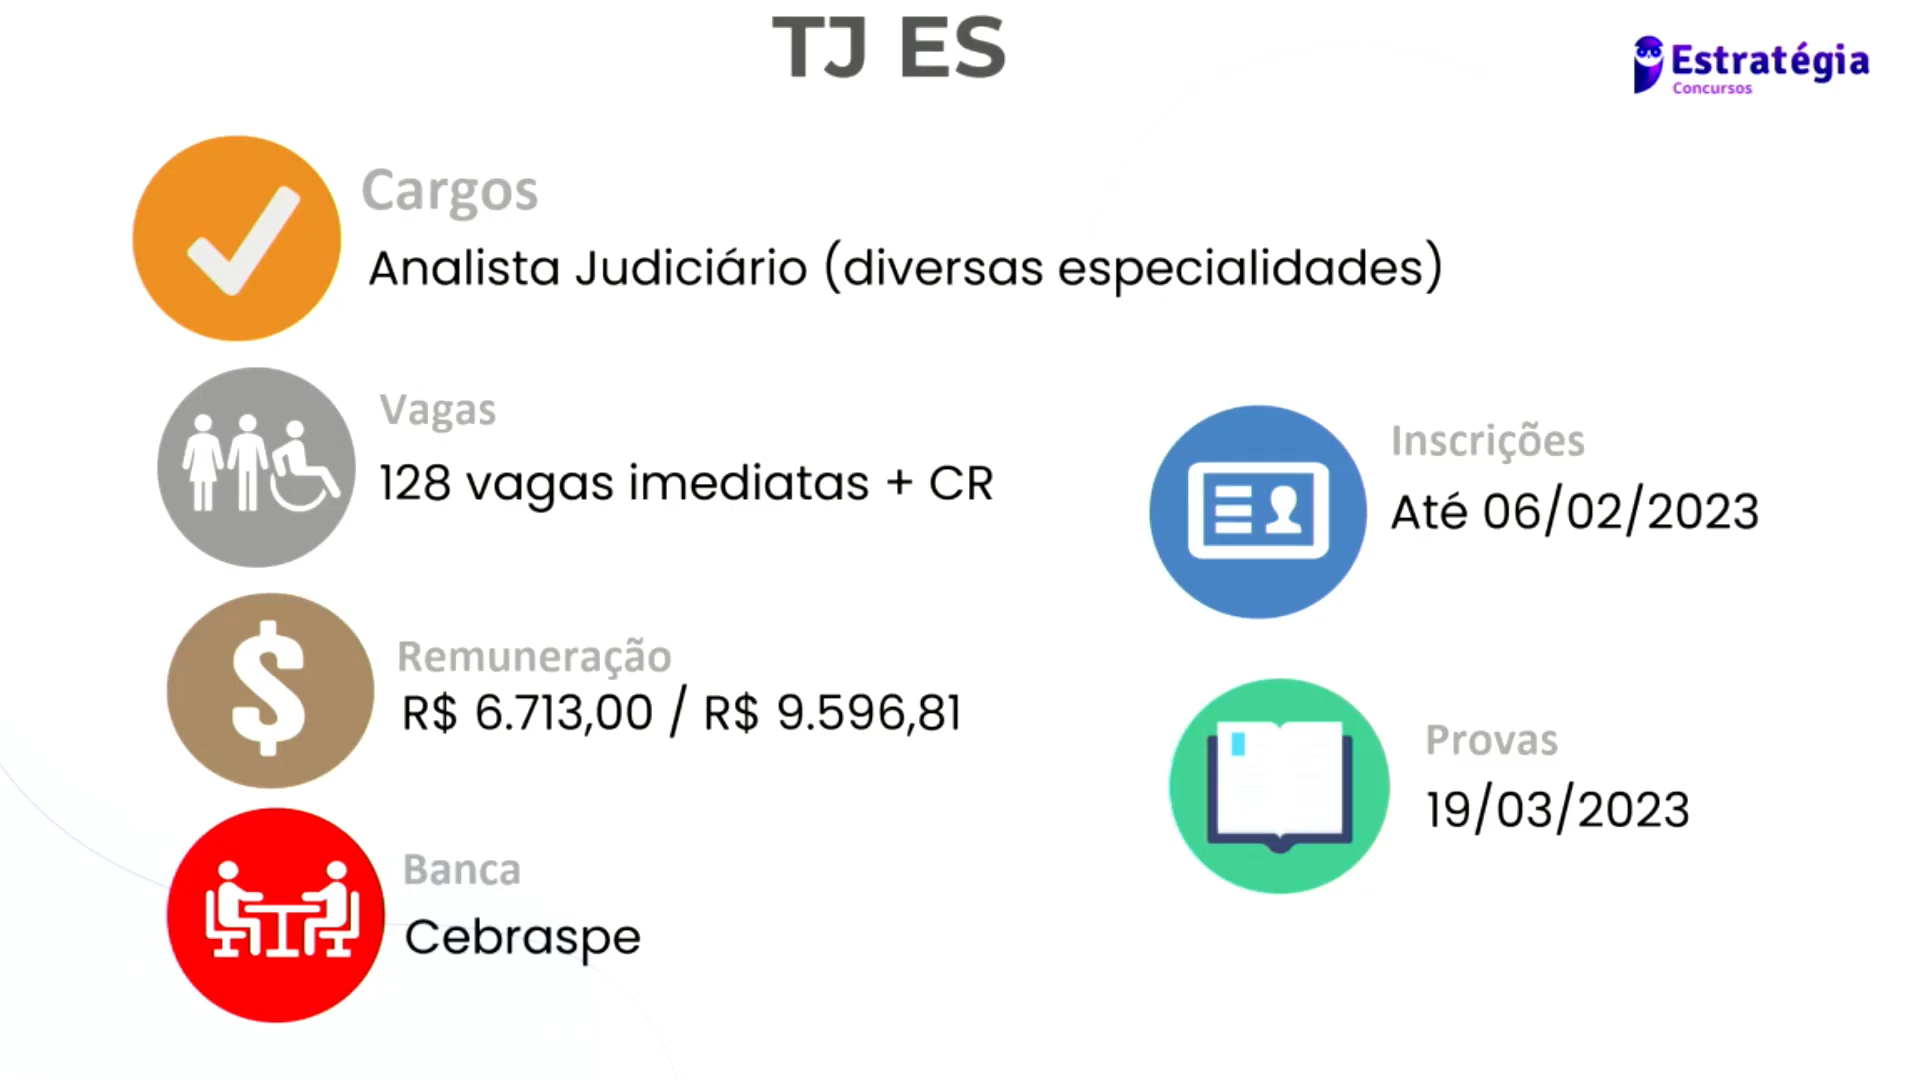 TJ ES
Estratégia
Concursos
Cargos
Analista Judiciário (diversas especialidades)
Vagas
128 vagas imediatas + CR
Remuneração
R$ 6.713,00 / R$ 9.596,81
Banca
Cebraspe
Inscrições
Até 06/02/2023
Provas
19/03/2023